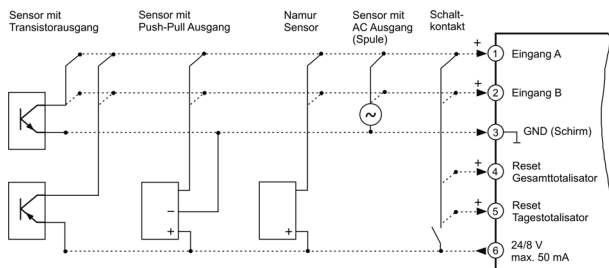 Sensor mit
Transistorausgang
Sensor mit
Push-Pull Ausgang
Namur
Sensor
Sensor mit
AC Ausgang
(Spule)
Schalt-
kontakt
+
1
Eingang A
+
2
Eingang B
3
GND (Schirm)
~
+
4
Reset
Gesamttotalisator
+
5
Reset
Tagestotalisator
−
+
+
6
24/8 V
max. 50 mA